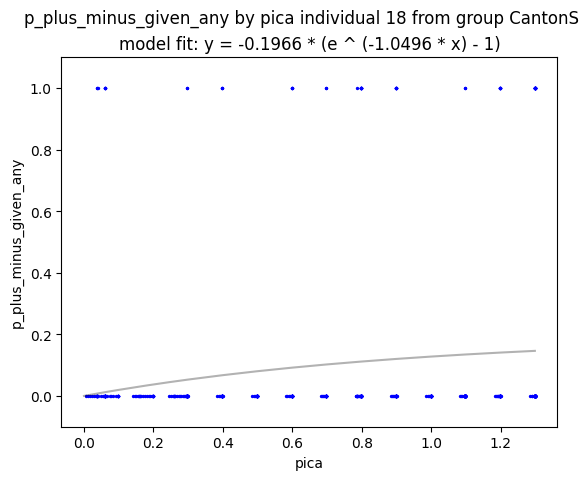 p_plus_minus_given_any by pica individual 18 from group CantonS
model fit: y = -0.1966 * (e ^ (-1.0496 * x) - 1)
1.0
0.8
0.6
0.4
0.2
0.0
p_plus_minus_given_any
0.0 0.2 0.4 0.6 0.8 1.0 1.2
pica